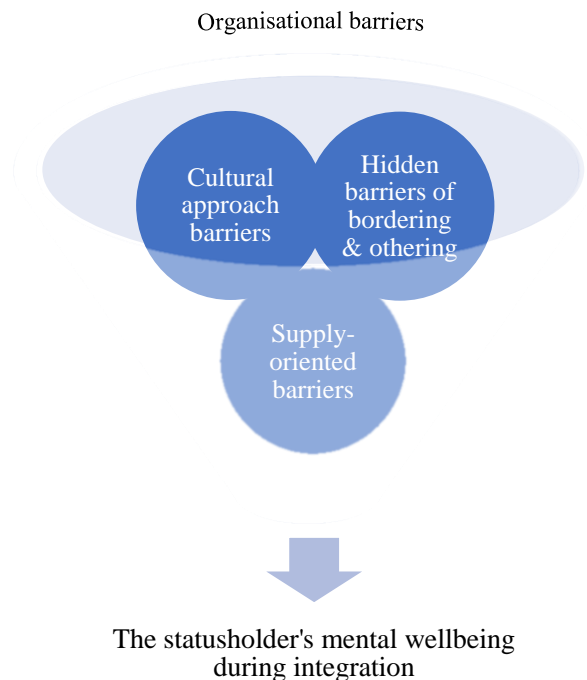 Organisational barriers
Cultural
approach
barriers
Hidden
barriers of
bordering
& othering
Supply-
oriented
barriers
The statusholder's mental wellbeing
during integration